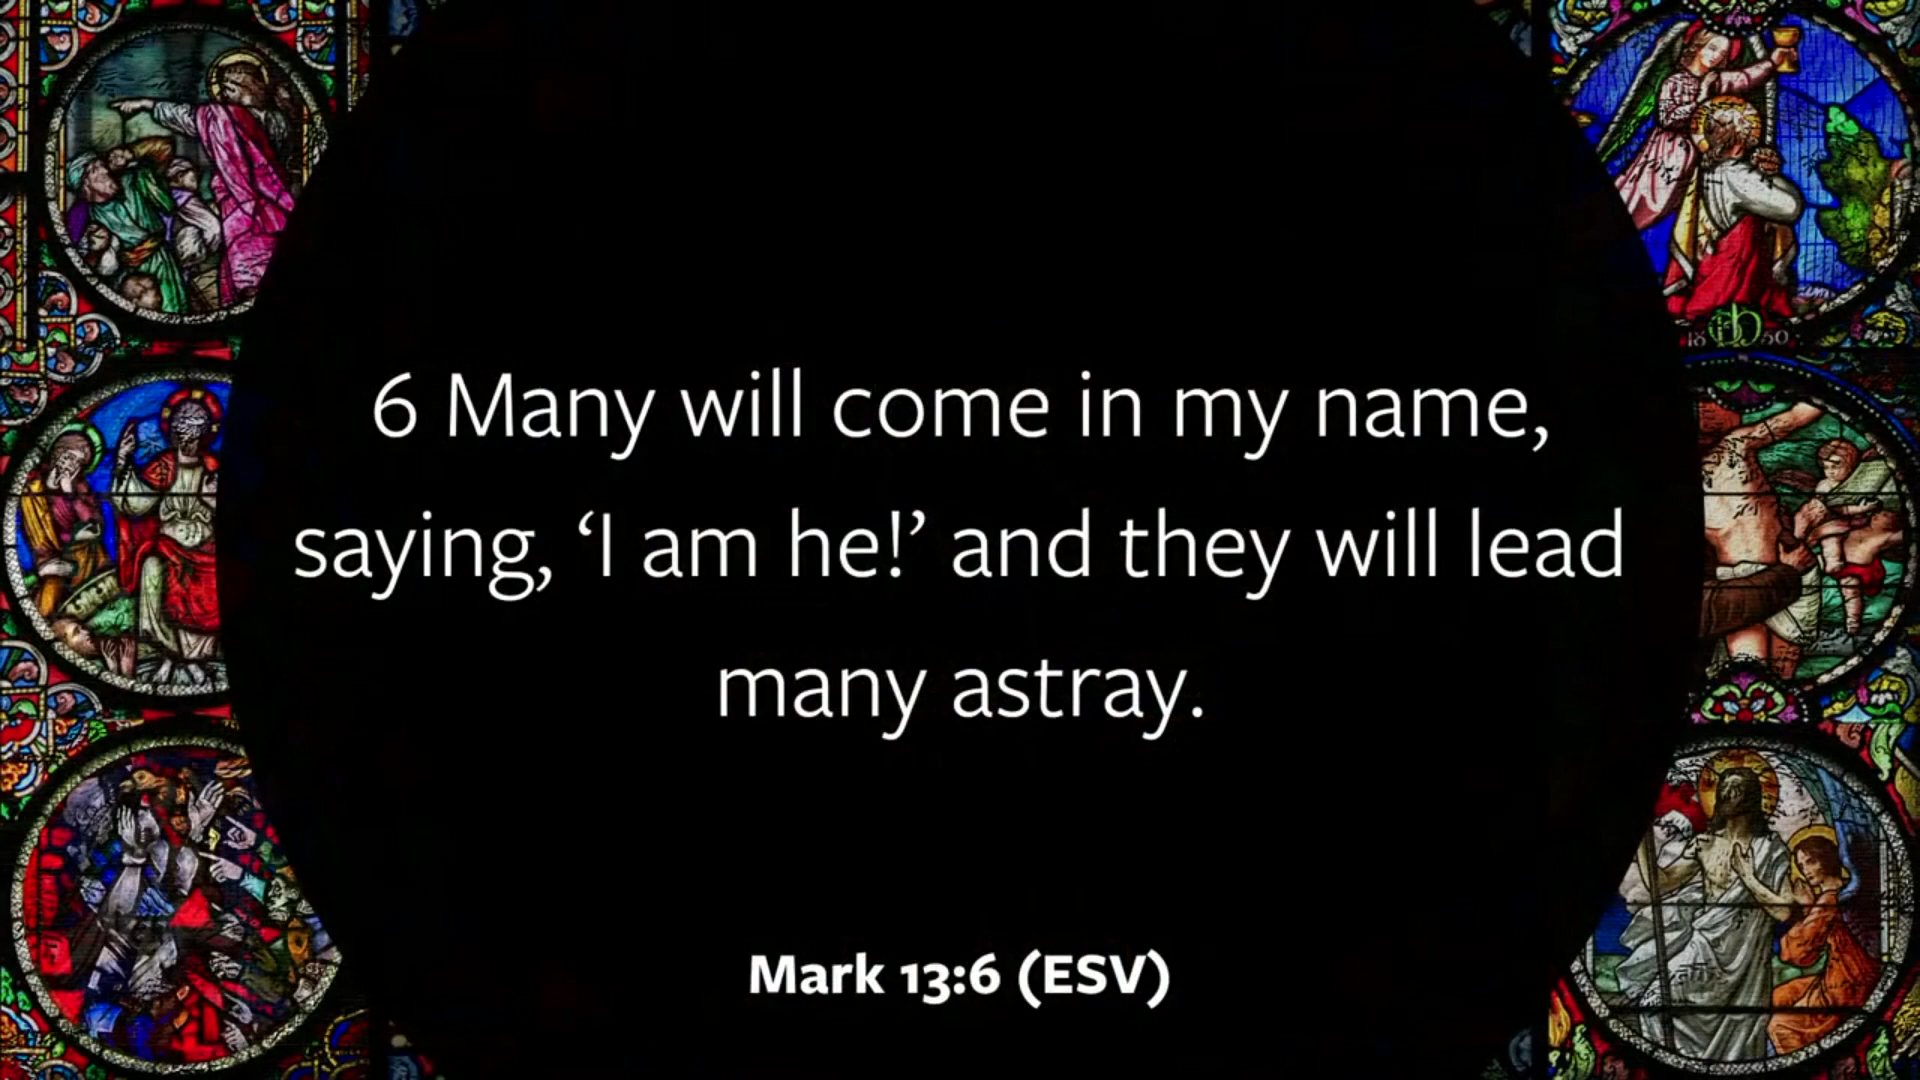 6 Many will come in my name,
saying, ‘I am he!’ and they will lead
many astray.
Mark 13:6 (ESV)